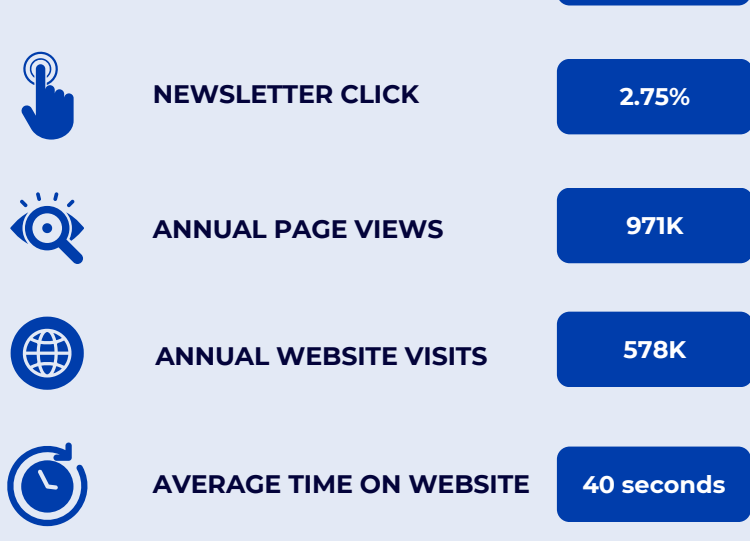 NEWSLETTER CLICK
2.75%
ANNUAL PAGE VIEWS
971K
ANNUAL WEBSITE VISITS
578K
AVERAGE TIME ON WEBSITE
40 seconds